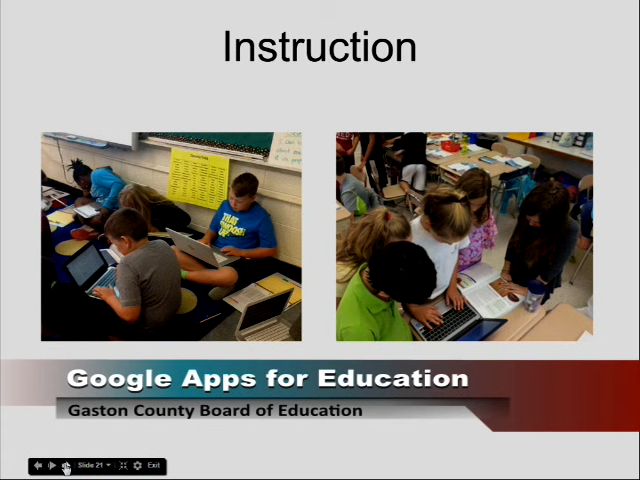 Instruction
Google Apps for Education
Gaston County Board of Education
Slide 21
Exit